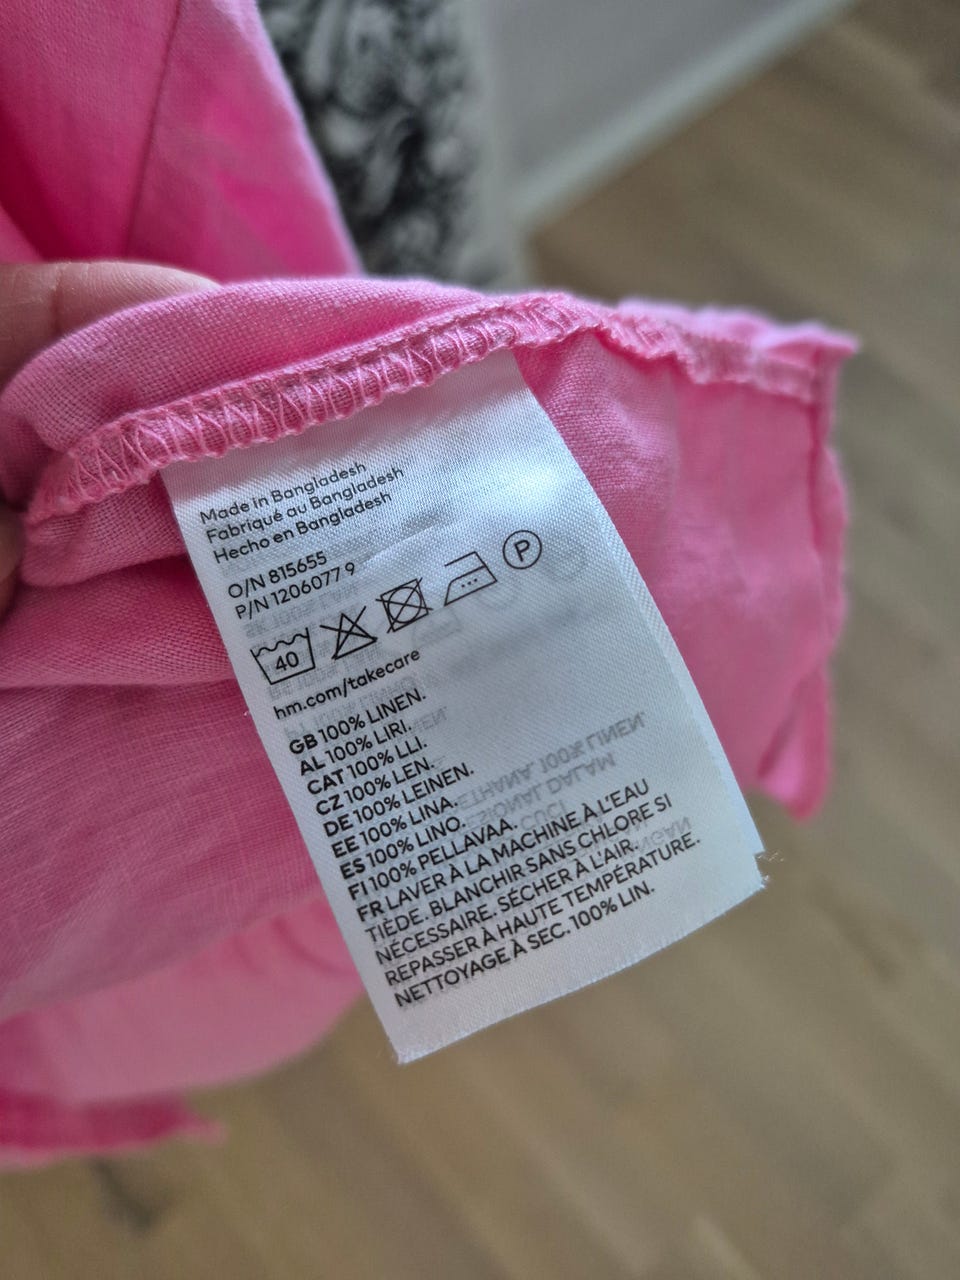 Made in Bangladesh
Fabriqué au Bangladesh
Hecho en Bangladesh
O/N 815655
P/N 1206077 9
40
P
hm.com/takecare
GB 100% LINEN.
AL 100% LIRI.
CAT 100% LLI.
CZ 100% LEN.
DE 100% LEINEN.
EE 100% LINA.
ES 100% LINO.
FI 100% PELLAVAA.
FR LAVER À LA MACHINE À L'EAU
TIÈDE. BLANCHIR SANS CHLORE SI
NÉCESSAIRE. SÉCHER À L'AIR.
REPASSER À HAUTE TEMPÉRATURE.
NETTOYAGE À SEC. 100% LIN.